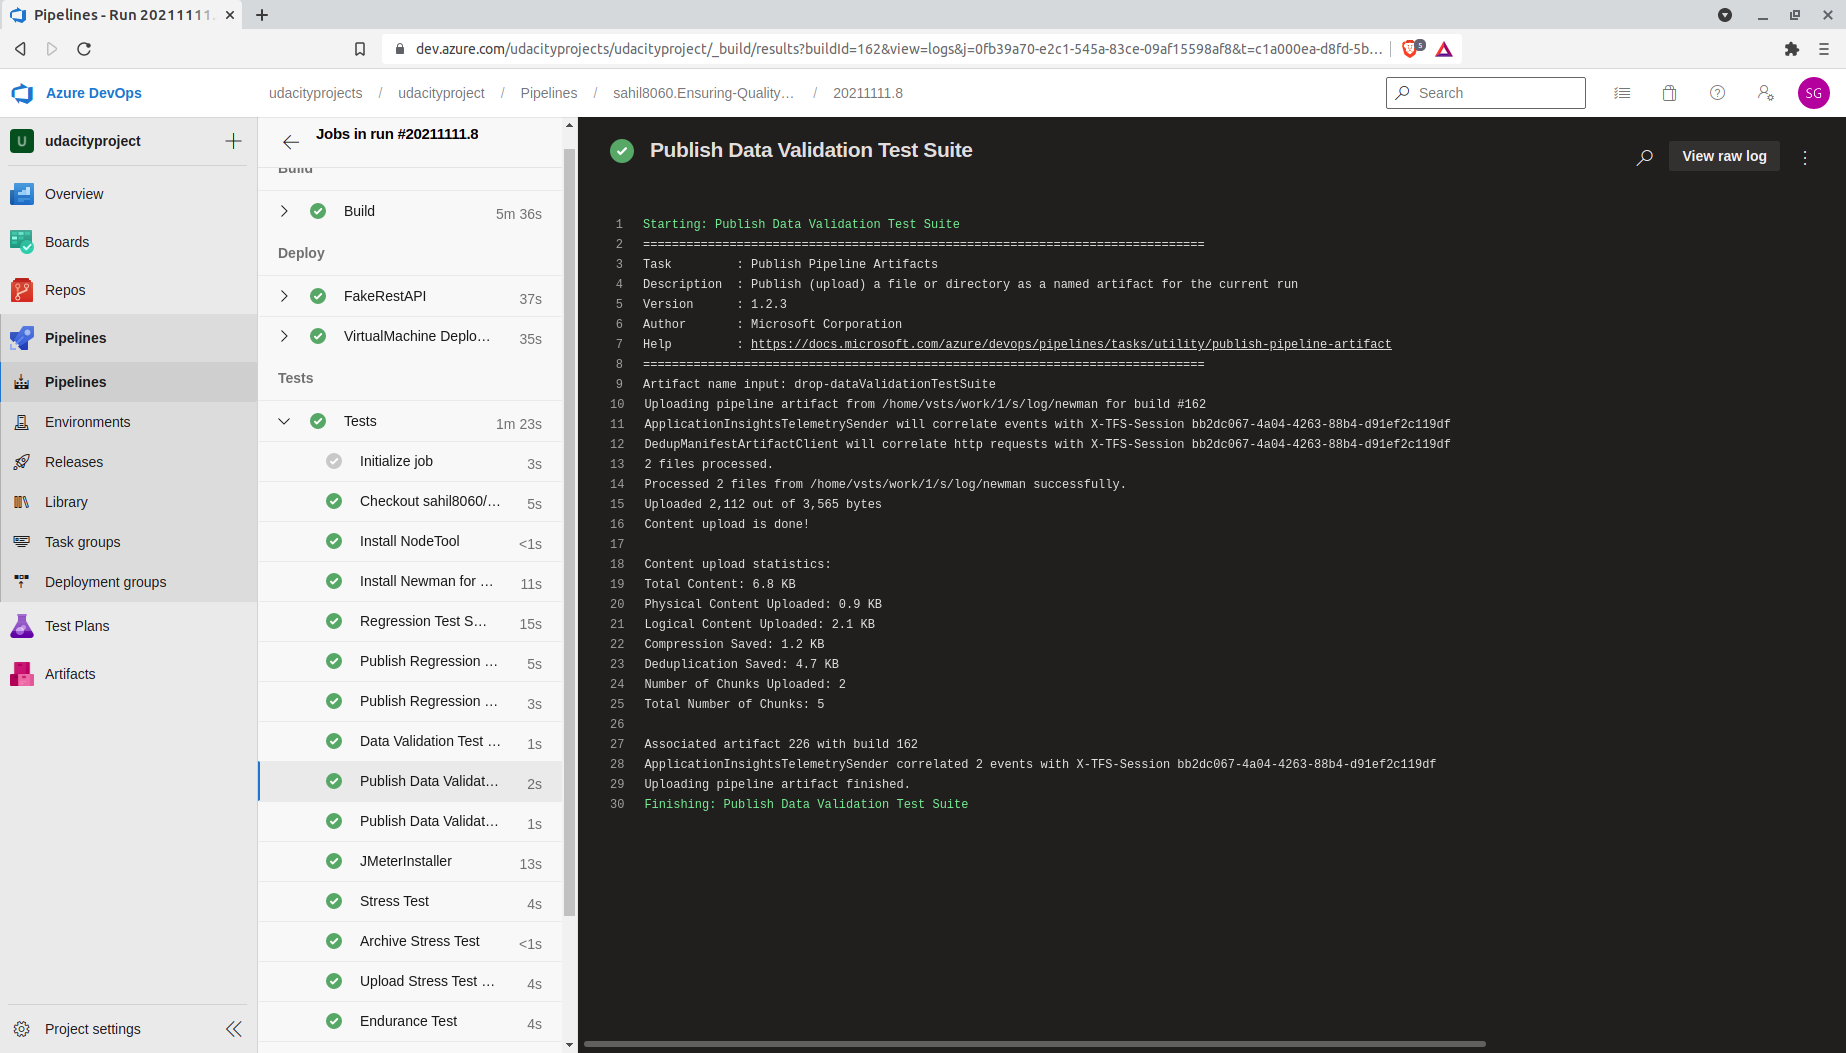 Pipelines - Run 20211111.
dev.azure.com/udacityprojects/udacityproject/_build/results?buildId=162&view=logs&j=0fb39a70-e2c1-545a-83ce-09af15598af8&t=c1a000ea-d8fd-5b...
5
Azure DevOps
udacityprojects / udacityproject / Pipelines / sahil8060.Ensuring-Quality... / 20211111.8
Search
SG
U udacityproject
Overview
Boards
Repos
Pipelines
Pipelines
Environments
Releases
Library
Task groups
Deployment groups
Test Plans
Artifacts
Project settings
Jobs in run #20211111.8
Build
Build 5m 36s
Deploy
FakeRestAPI 37s
VirtualMachine Deplo... 35s
Tests
Tests 1m 23s
Initialize job 3s
Checkout sahil8060/... 5s
Install NodeTool <1s
Install Newman for ... 11s
Regression Test S... 15s
Publish Regression ... 5s
Publish Regression ... 3s
Data Validation Test ... 1s
Publish Data Validat... 2s
Publish Data Validat... 1s
JMeterInstaller 13s
Stress Test 4s
Archive Stress Test <1s
Upload Stress Test ... 4s
Endurance Test 4s
Publish Data Validation Test Suite
View raw log
1 Starting: Publish Data Validation Test Suite
2 ==============================================================================
3 Task         : Publish Pipeline Artifacts
4 Description  : Publish (upload) a file or directory as a named artifact for the current run
5 Version      : 1.2.3
6 Author       : Microsoft Corporation
7 Help         : https://docs.microsoft.com/azure/devops/pipelines/tasks/utility/publish-pipeline-artifact
8 ==============================================================================
9 Artifact name input: drop-dataValidationTestSuite
10 Uploading pipeline artifact from /home/vsts/work/1/s/log/newman for build #162
11 ApplicationInsightsTelemetrySender will correlate events with X-TFS-Session bb2dc067-4a04-4263-88b4-d91ef2c119df
12 DedupManifestArtifactClient will correlate http requests with X-TFS-Session bb2dc067-4a04-4263-88b4-d91ef2c119df
13 2 files processed.
14 Processed 2 files from /home/vsts/work/1/s/log/newman successfully.
15 Uploaded 2,112 out of 3,565 bytes
16 Content upload is done!
17
18 Content upload statistics:
19 Total Content: 6.8 KB
20 Physical Content Uploaded: 0.9 KB
21 Logical Content Uploaded: 2.1 KB
22 Compression Saved: 1.2 KB
23 Deduplication Saved: 4.7 KB
24 Number of Chunks Uploaded: 2
25 Total Number of Chunks: 5
26
27 Associated artifact 226 with build 162
28 ApplicationInsightsTelemetrySender correlated 2 events with X-TFS-Session bb2dc067-4a04-4263-88b4-d91ef2c119df
29 Uploading pipeline artifact finished.
30 Finishing: Publish Data Validation Test Suite